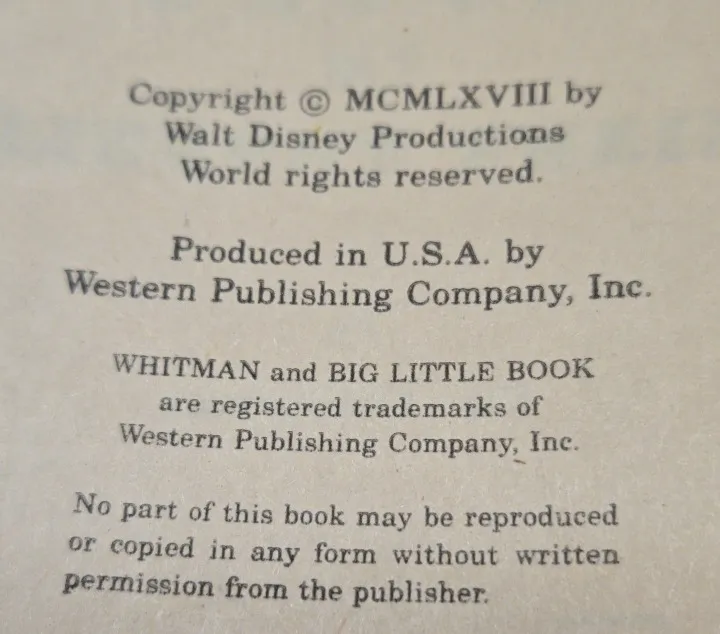 Copyright © MCMLXVIII by
Walt Disney Productions
World rights reserved.
Produced in U.S.A. by
Western Publishing Company, Inc.
WHITMAN and BIG LITTLE BOOK
are registered trademarks of
Western Publishing Company, Inc.
No part of this book may be reproduced
or copied in any form without written
permission from the publisher.